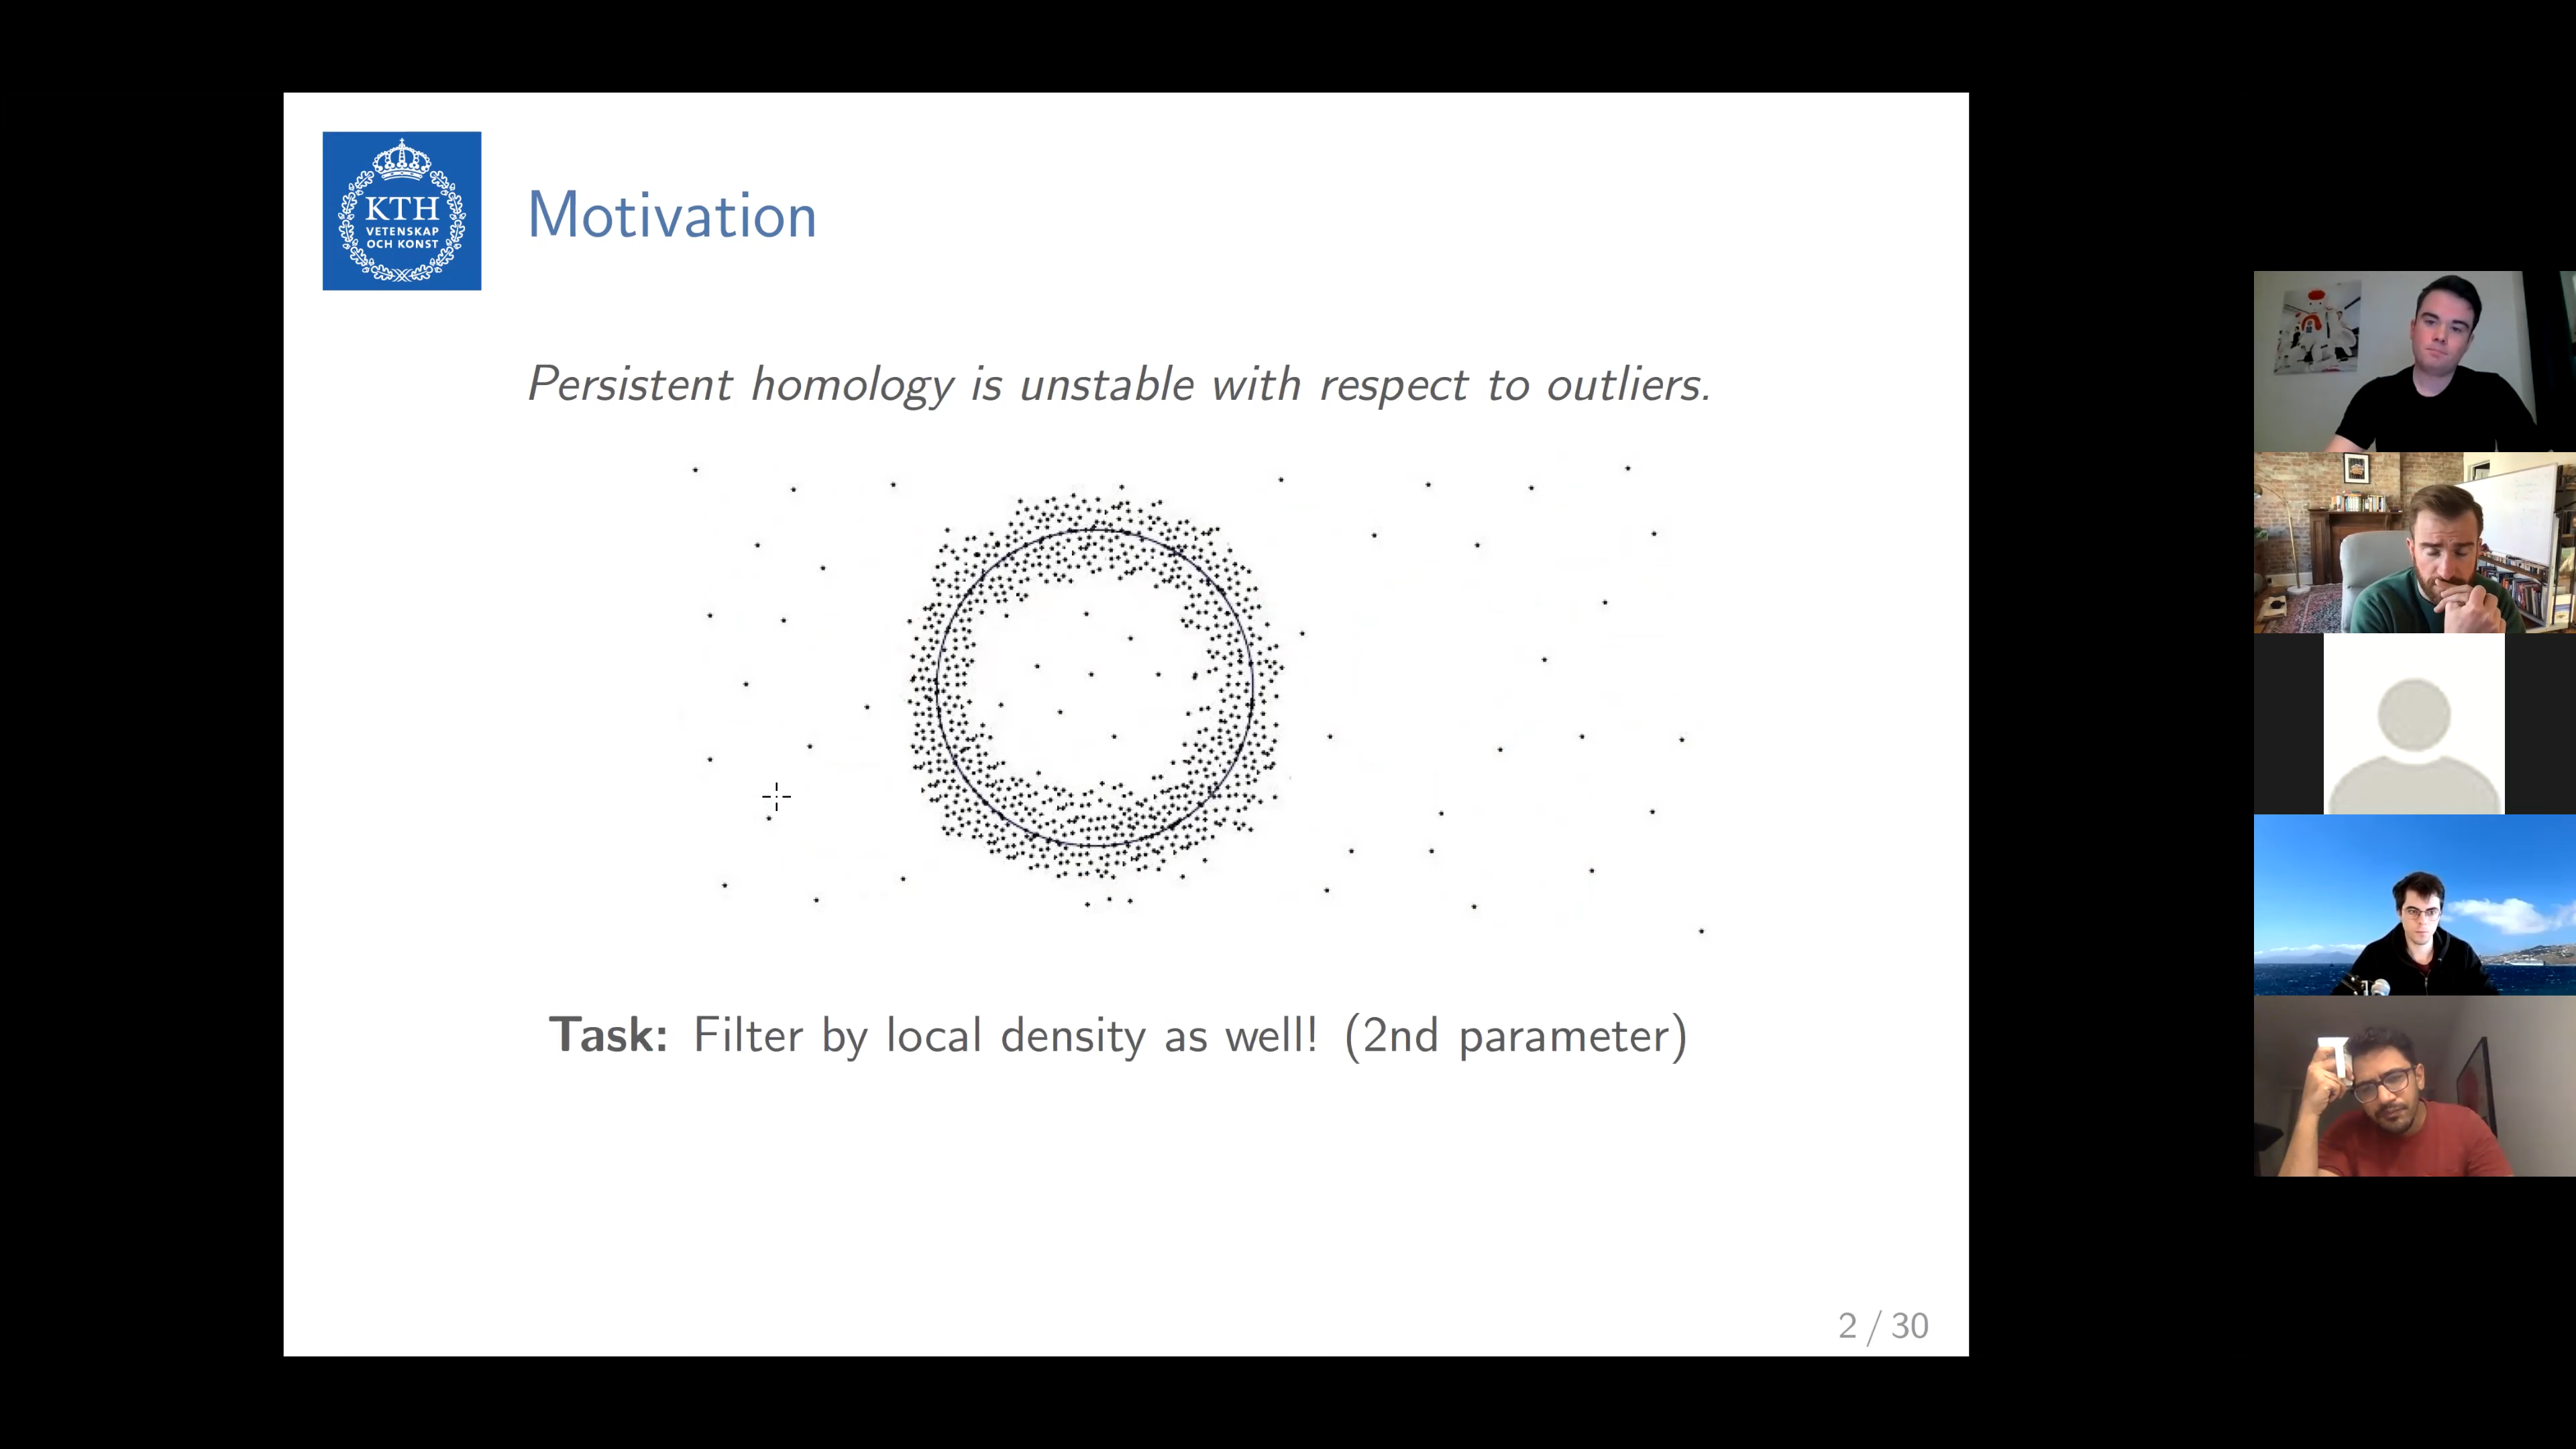 KTH
VETENSKAP
OCH KONST
Motivation
Persistent homology is unstable with respect to outliers.
Task: Filter by local density as well! (2nd parameter)
2 / 30